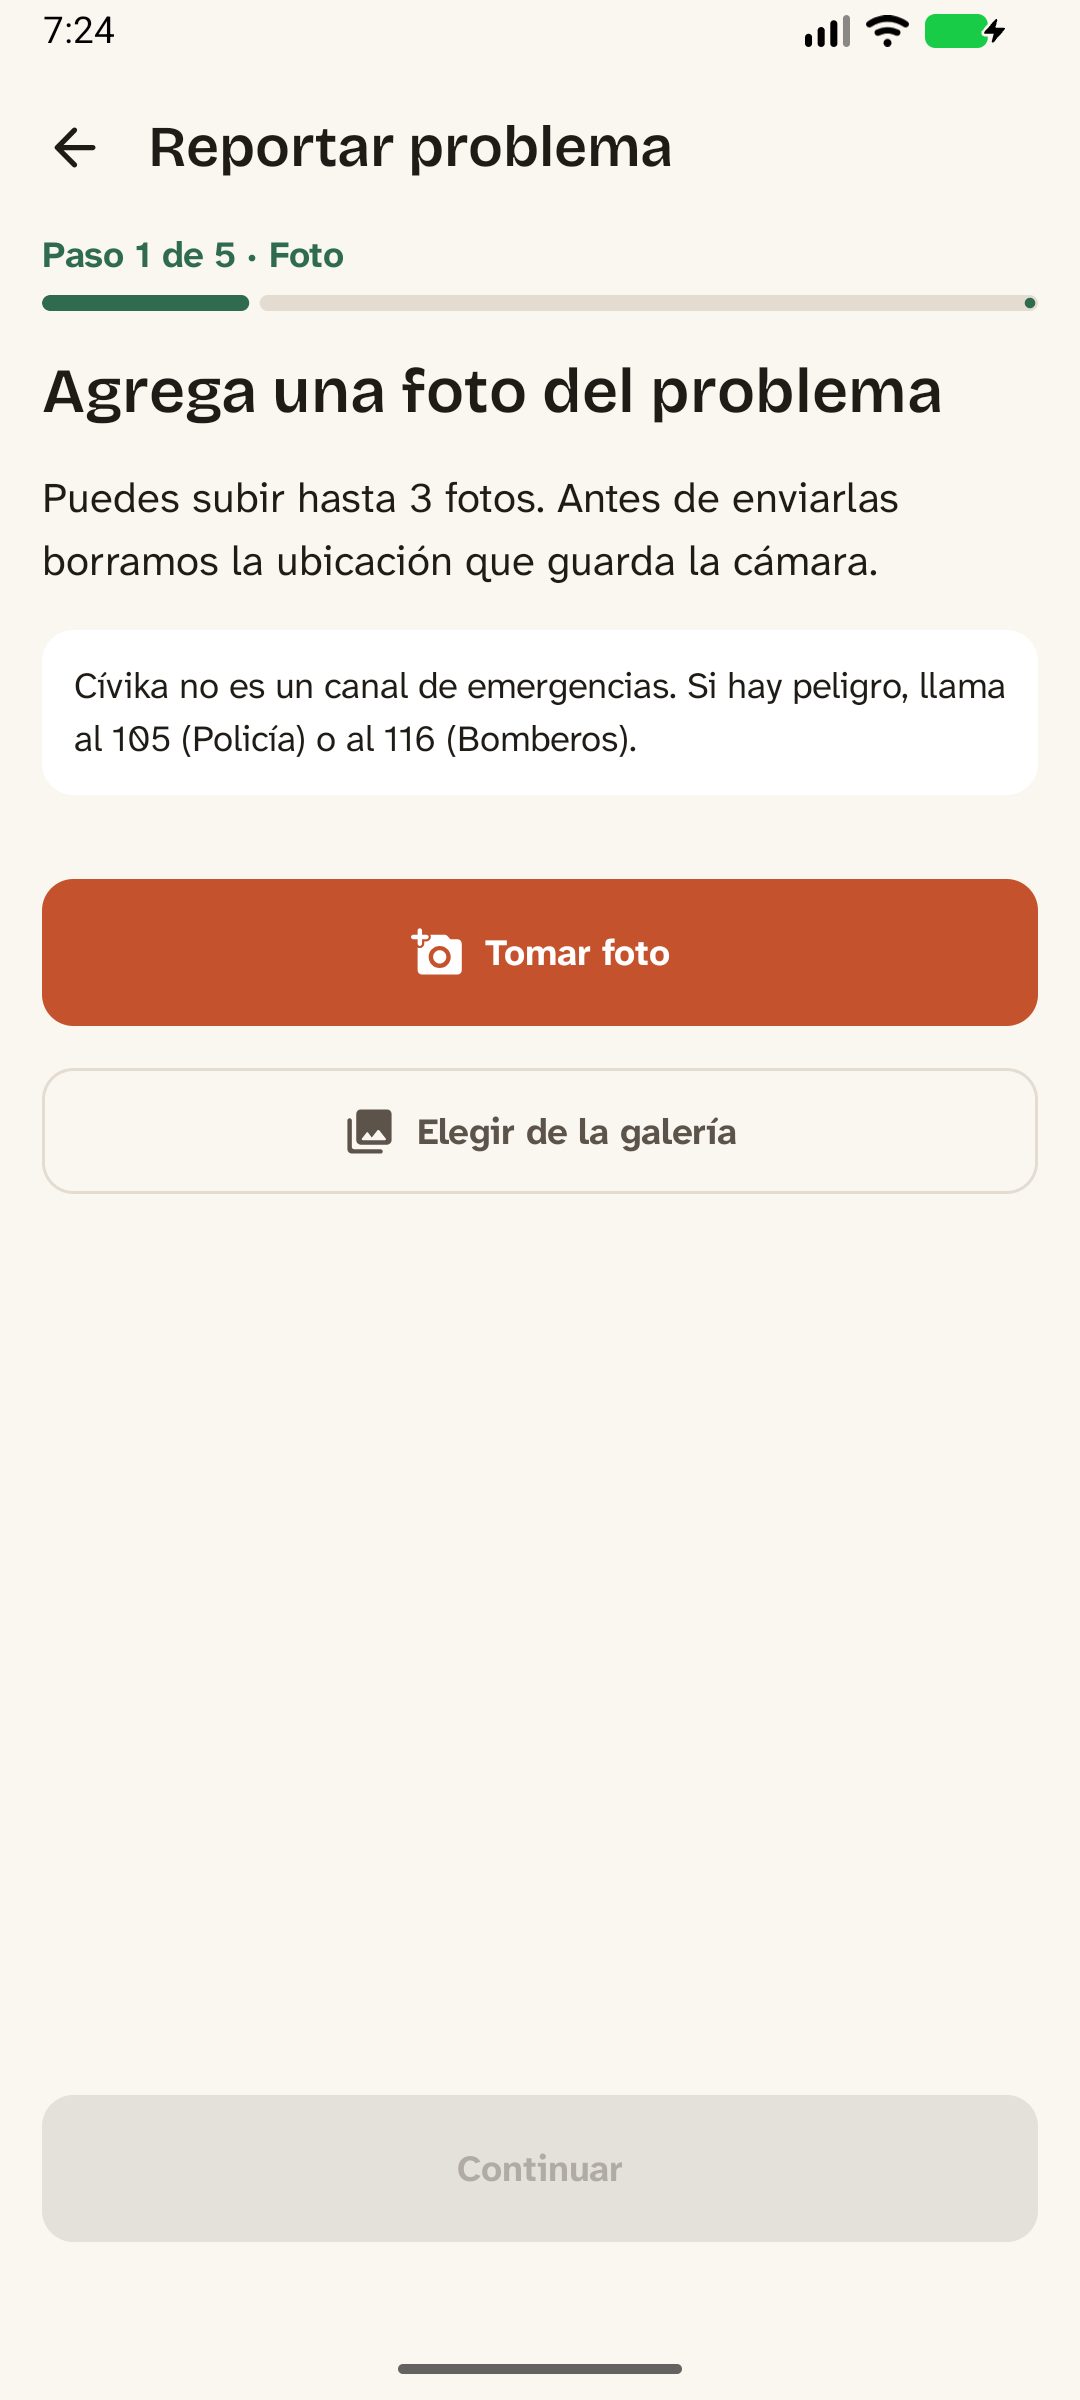 7:24
Reportar problema
Paso 1 de 5 · Foto
Agrega una foto del problema
Puedes subir hasta 3 fotos. Antes de enviarlas
borramos la ubicación que guarda la cámara.
Cívika no es un canal de emergencias. Si hay peligro, llama
al 105 (Policía) o al 116 (Bomberos).
Tomar foto
Elegir de la galería
Continuar